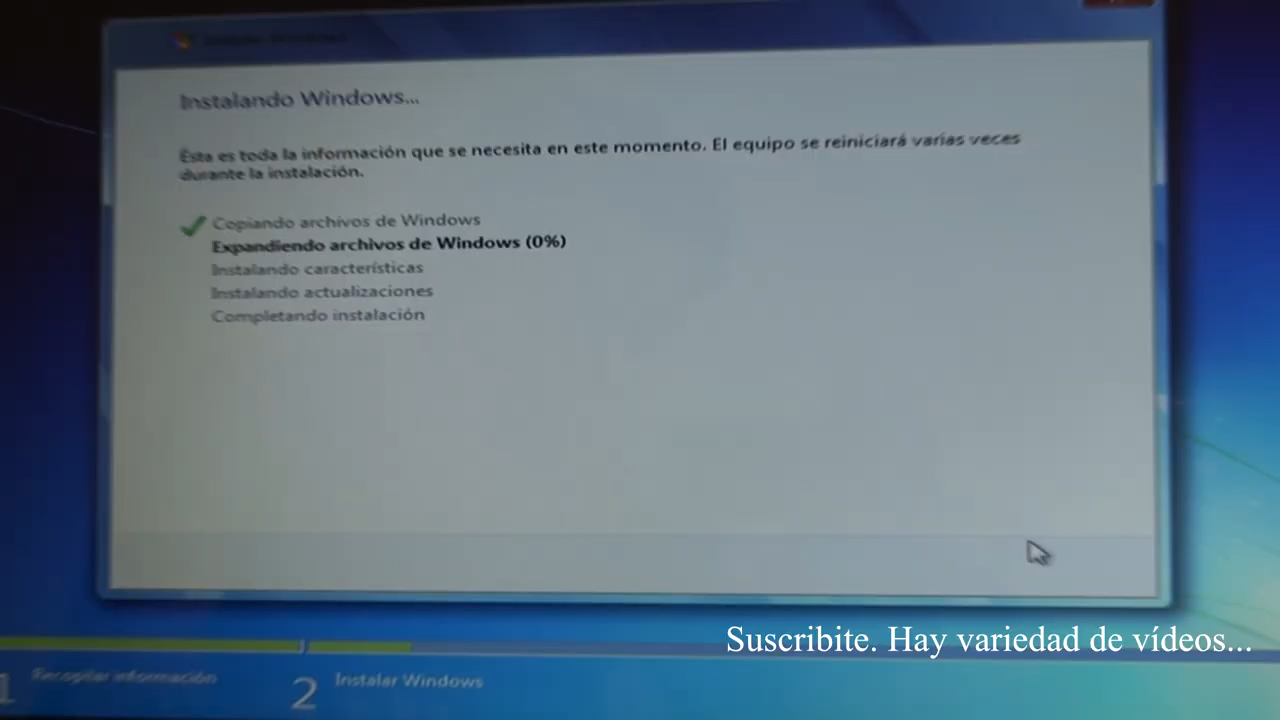 Instalando Windows...
Ésta es toda la información que se necesita en este momento. El equipo se reiniciará varias veces
durante la instalación.
Copiando archivos de Windows
Expandiendo archivos de Windows (0%)
Instalando características
Instalando actualizaciones
Completando instalación
Suscribite. Hay variedad de vídeos...
1 Recopilar información
2 Instalar Windows